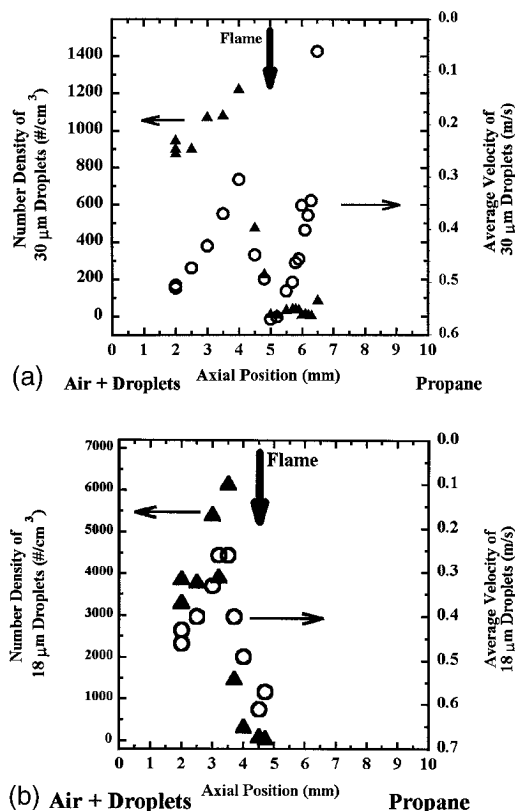 Flame
0.0
0.1
0.2
0.3
0.4
0.5
0.6
1400
1200
1000
800
600
400
200
0
Number Density of
30 μm Droplets (#/cm³)
Average Velocity of
30 μm Droplets (m/s)
0 1 2 3 4 5 6 7 8 9 10
(a) Air + Droplets Axial Position (mm) Propane
Flame
0.0
0.1
0.2
0.3
0.4
0.5
0.6
0.7
7000
6000
5000
4000
3000
2000
1000
0
Number Density of
18 μm Droplets (#/cm³)
Average Velocity of
18 μm Droplets (m/s)
0 1 2 3 4 5 6 7 8 9 10
Axial Position (mm)
(b) Air + Droplets Propane